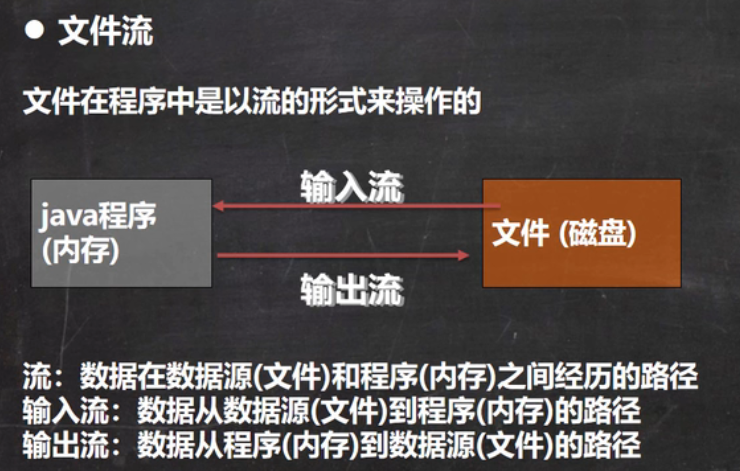 ● 文件流
文件在程序中是以流的形式来操作的
输入流
java程序
(内存)
文件 (磁盘)
输出流
流：数据在数据源(文件)和程序(内存)之间经历的路径
输入流：数据从数据源(文件)到程序(内存)的路径
输出流：数据从程序(内存)到数据源(文件)的路径